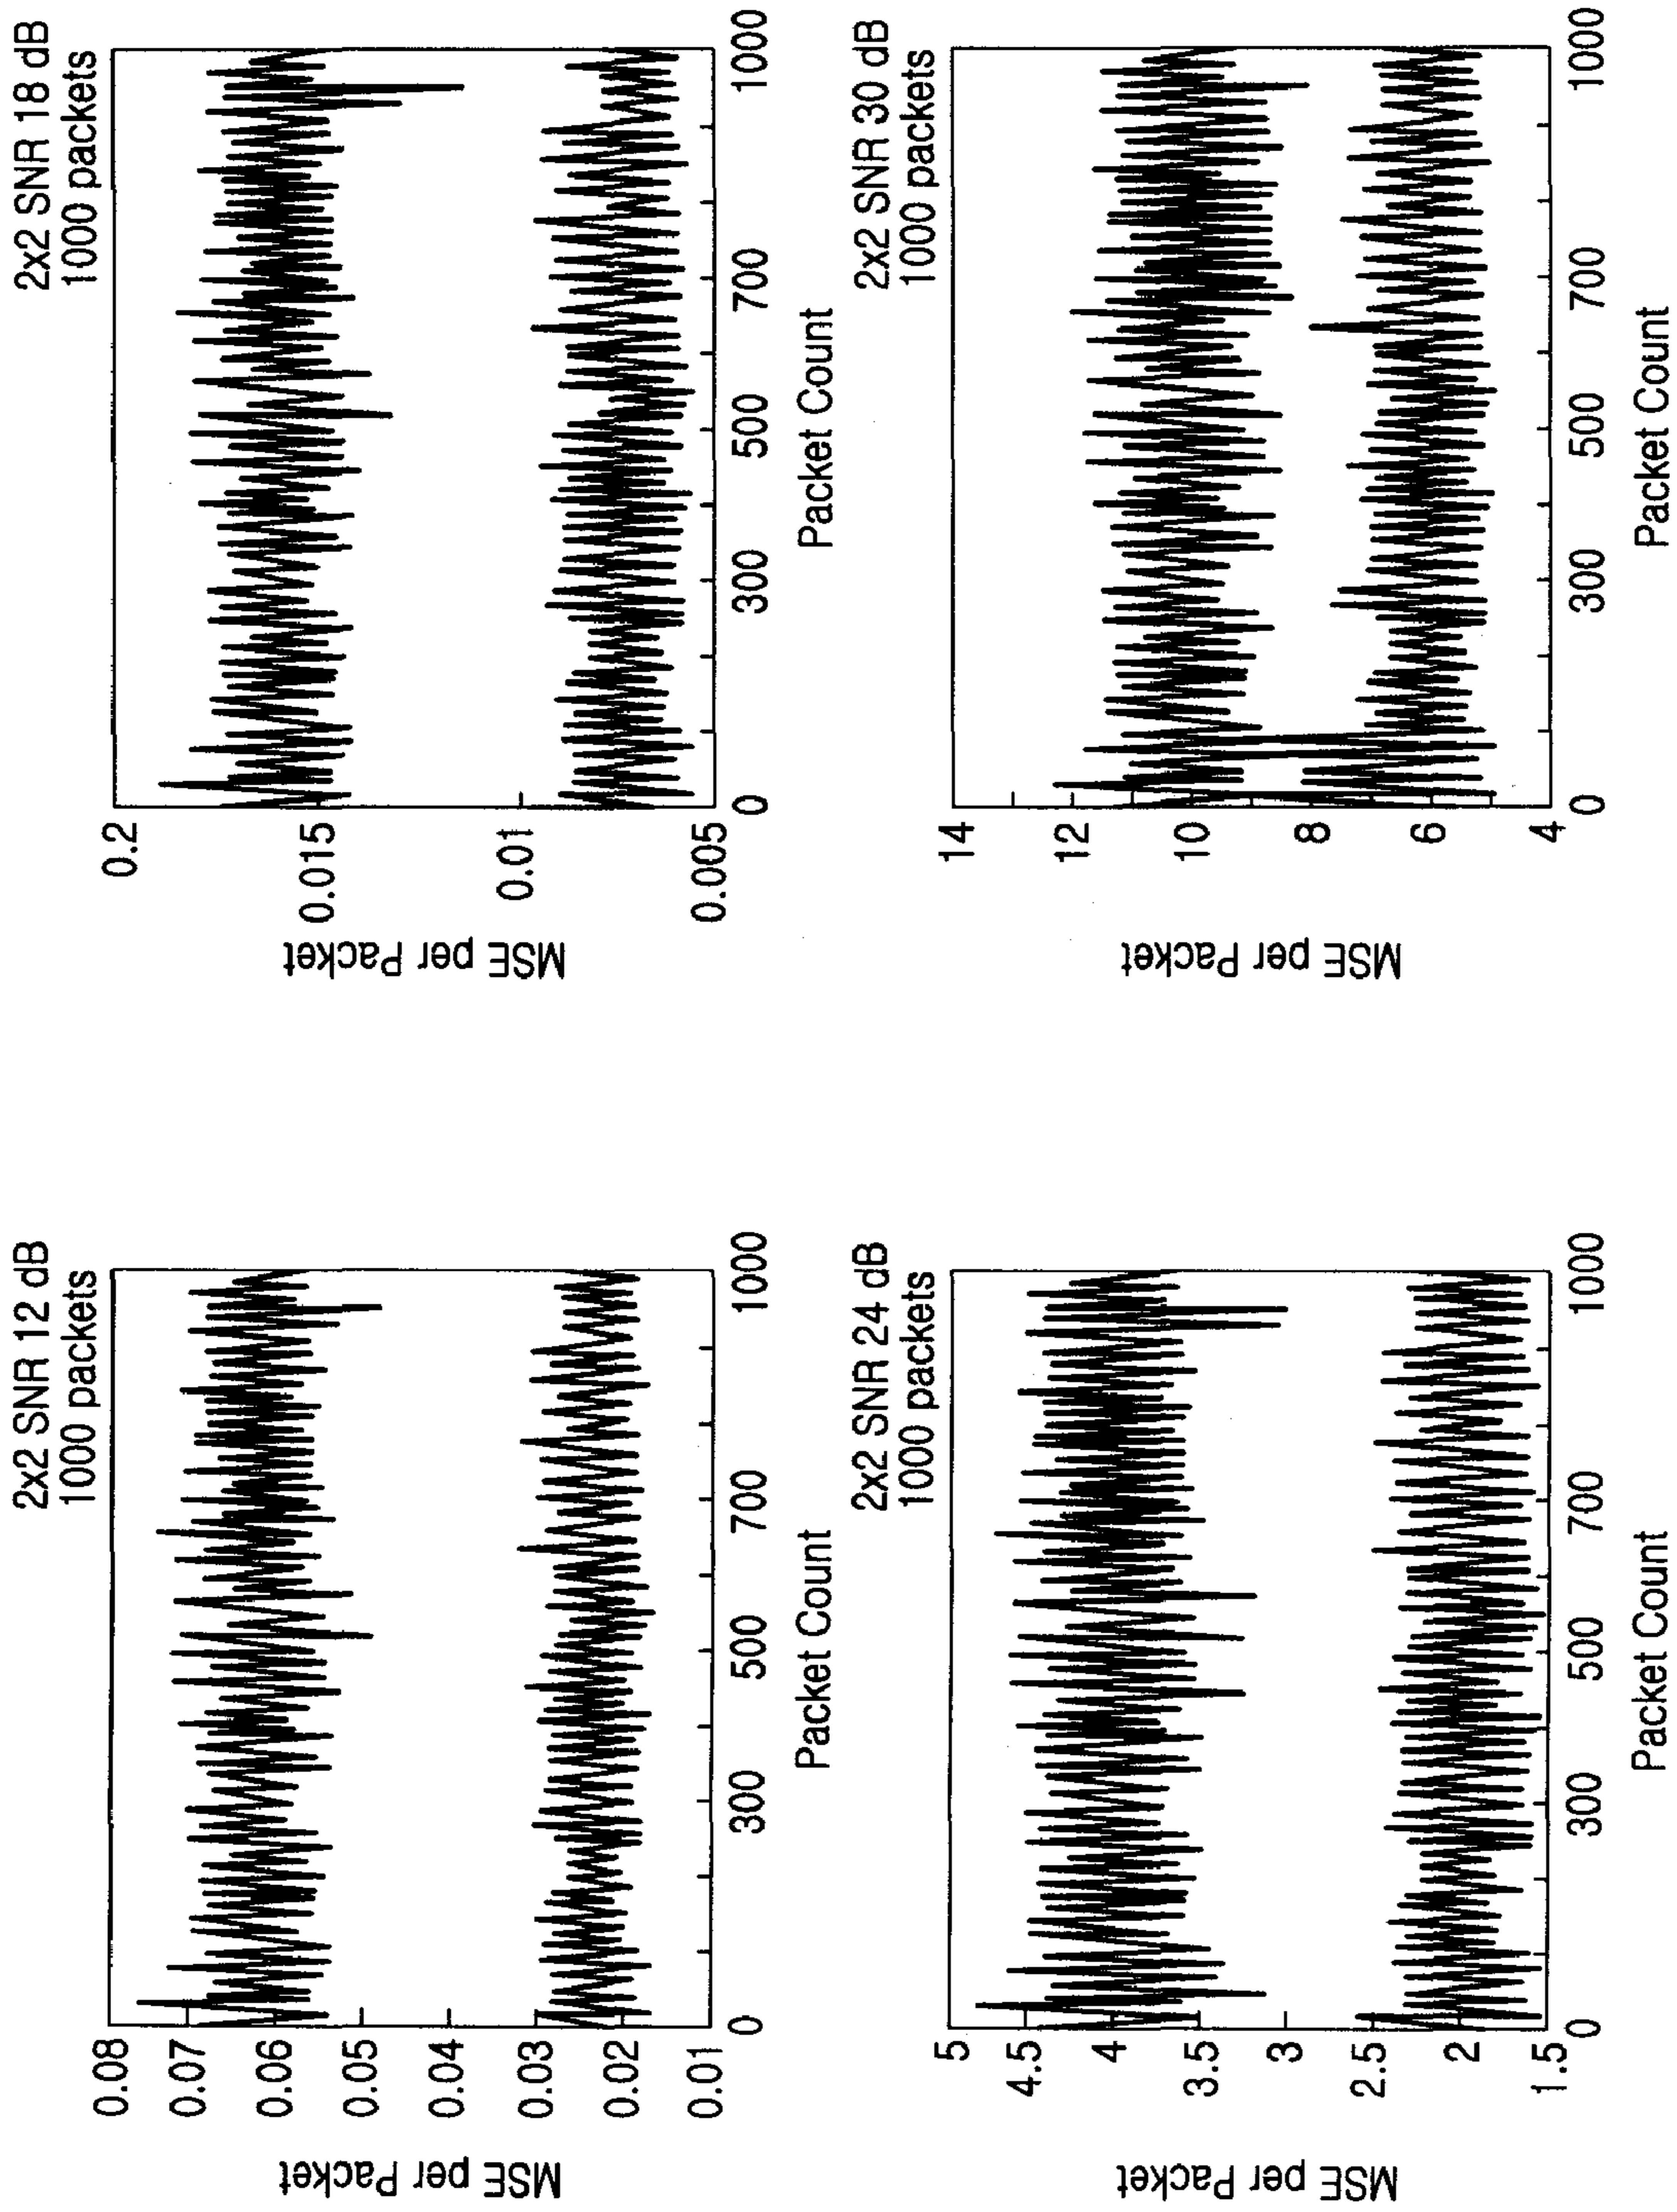 2x2 SNR 12 dB
1000 packets
0.08
0.07
0.06
0.05
0.04
0.03
0.02
0.01
MSE per Packet
0
300
500
700
1000
Packet Count
2x2 SNR 18 dB
1000 packets
0.2
0.015
0.01
0.005
MSE per Packet
0
300
500
700
1000
Packet Count
2x2 SNR 24 dB
1000 packets
5
4.5
4
3.5
3
2.5
2
1.5
MSE per Packet
0
300
500
700
1000
Packet Count
2x2 SNR 30 dB
1000 packets
14
12
10
8
6
4
MSE per Packet
0
300
500
700
1000
Packet Count